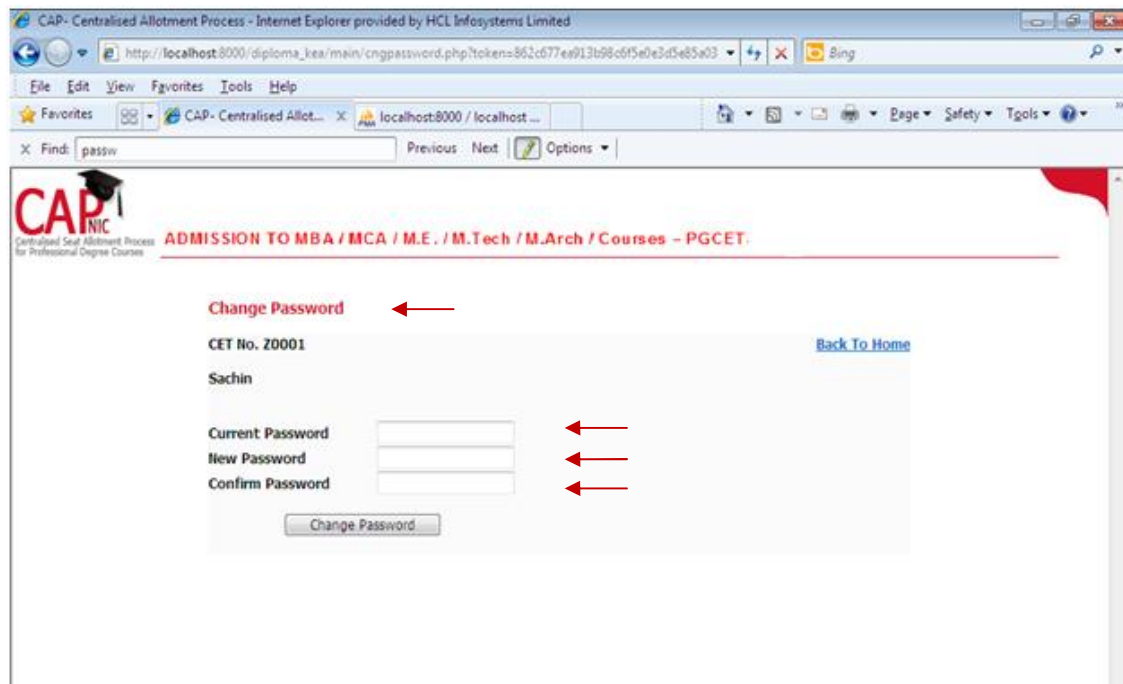 CAP- Centralised Allotment Process - Internet Explorer provided by HCL Infosystems Limited
http://localhost:8000/diploma_kea/main/cngpassword.php?token=862c677ea913b98c6f5e0e3d5e85a03 Bing
File Edit View Favorites Tools Help
Favorites CAP- Centralised Allot... X localhost:8000 / localhost ... Page Safety Tools
X Find: passw Previous Next Options
CAP
NIC
Centralised Seat Allotment Process
for Professional Degree Courses
ADMISSION TO MBA / MCA / M.E. / M.Tech / M.Arch / Courses – PGCET
Change Password
CET No. Z0001 Back To Home
Sachin
Current Password
New Password
Confirm Password
Change Password